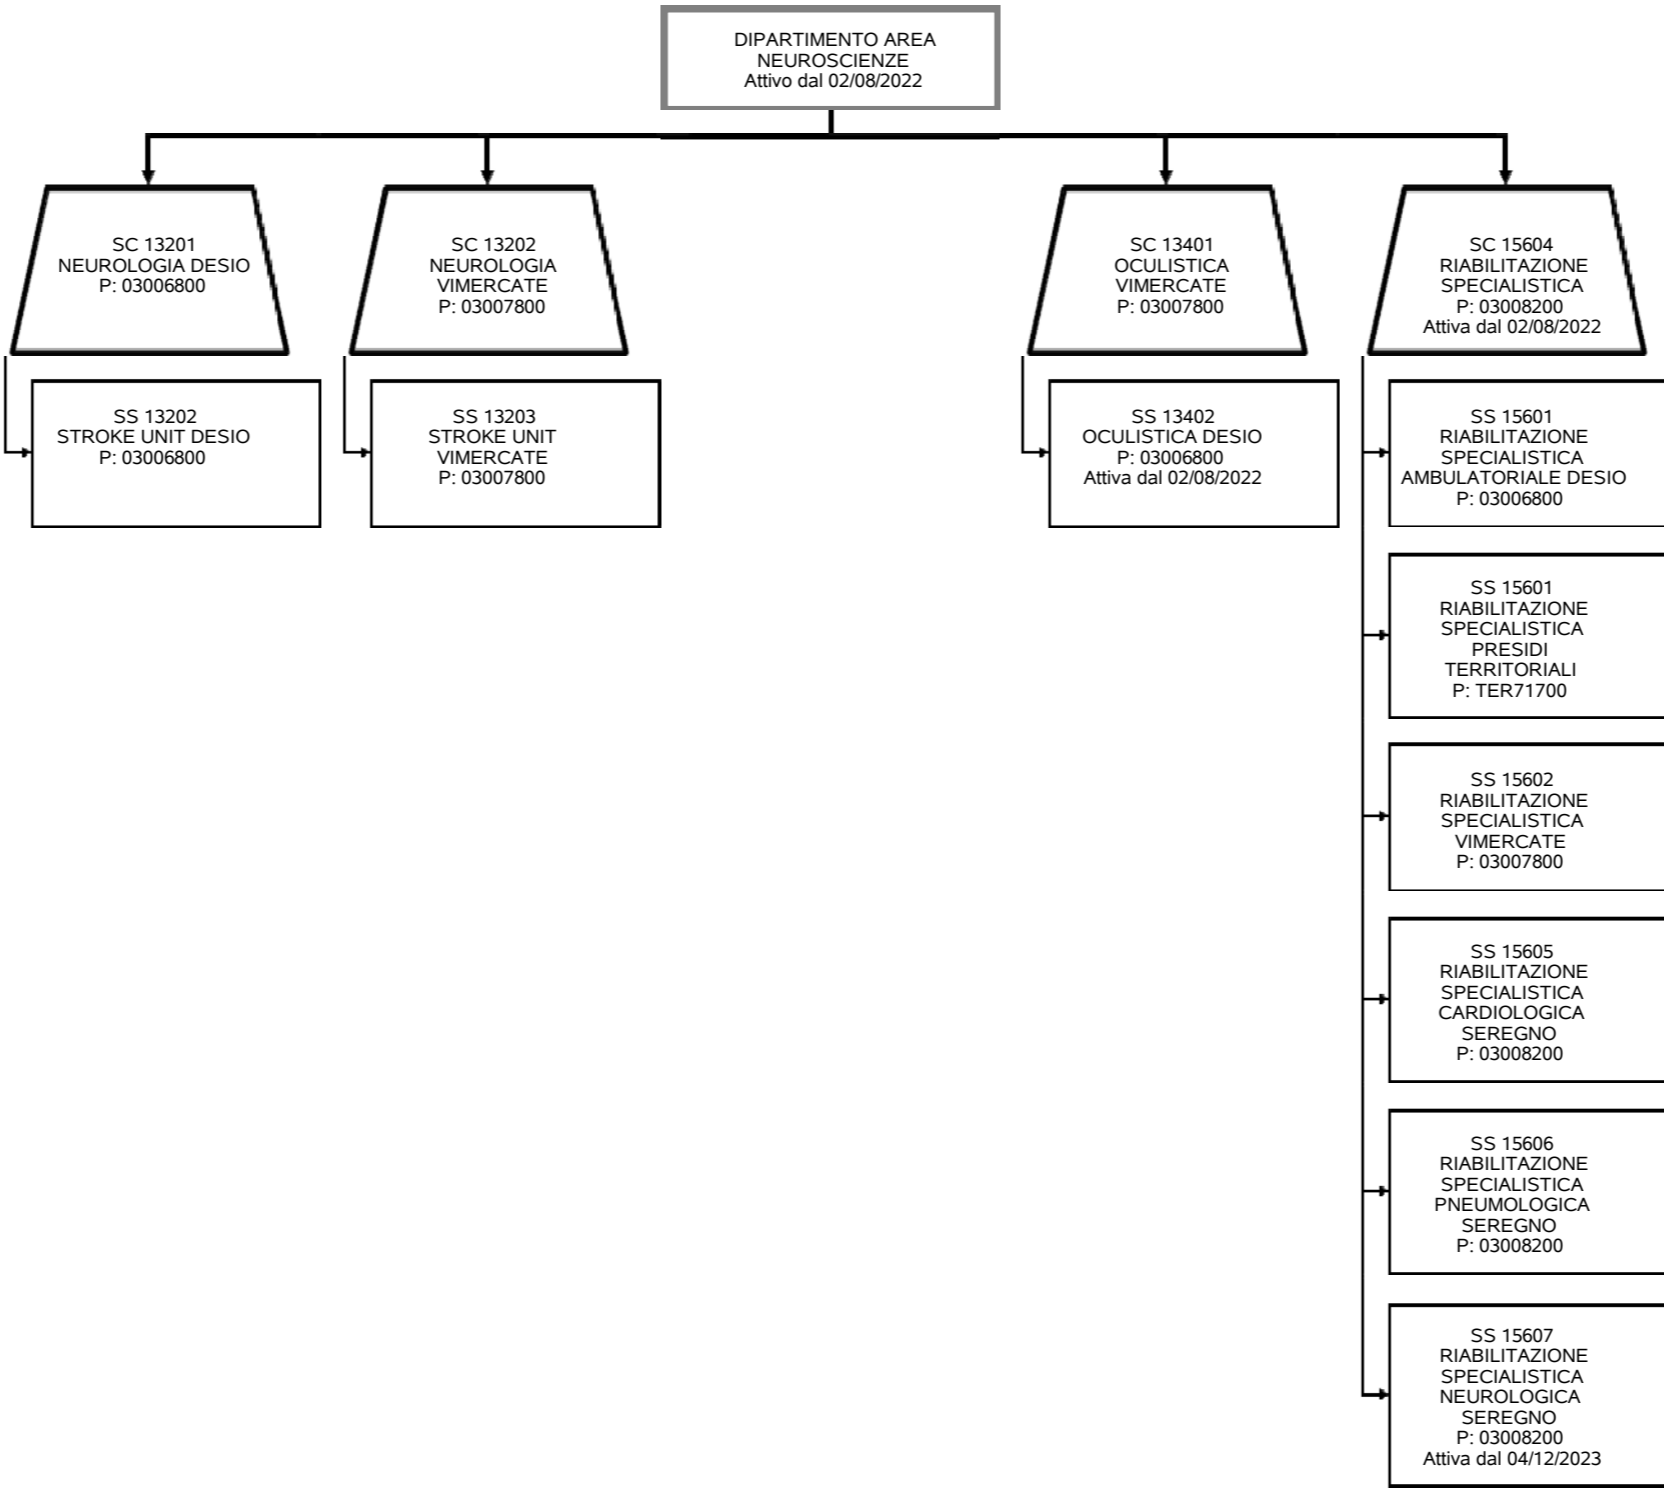 DIPARTIMENTO AREA
NEUROSCIENZE
Attivo dal 02/08/2022
SC 13201
NEUROLOGIA DESIO
P: 03006800
SC 13202
NEUROLOGIA
VIMERCATE
P: 03007800
SC 13401
OCULISTICA
VIMERCATE
P: 03007800
SC 15604
RIABILITAZIONE
SPECIALISTICA
P: 03008200
Attiva dal 02/08/2022
SS 13202
STROKE UNIT DESIO
P: 03006800
SS 13203
STROKE UNIT
VIMERCATE
P: 03007800
SS 13402
OCULISTICA DESIO
P: 03006800
Attiva dal 02/08/2022
SS 15601
RIABILITAZIONE
SPECIALISTICA
AMBULATORIALE DESIO
P: 03006800
SS 15601
RIABILITAZIONE
SPECIALISTICA
PRESIDI
TERRITORIALI
P: TER71700
SS 15602
RIABILITAZIONE
SPECIALISTICA
VIMERCATE
P: 03007800
SS 15605
RIABILITAZIONE
SPECIALISTICA
CARDIOLOGICA
SEREGNO
P: 03008200
SS 15606
RIABILITAZIONE
SPECIALISTICA
PNEUMOLOGICA
SEREGNO
P: 03008200
SS 15607
RIABILITAZIONE
SPECIALISTICA
NEUROLOGICA
SEREGNO
P: 03008200
Attiva dal 04/12/2023